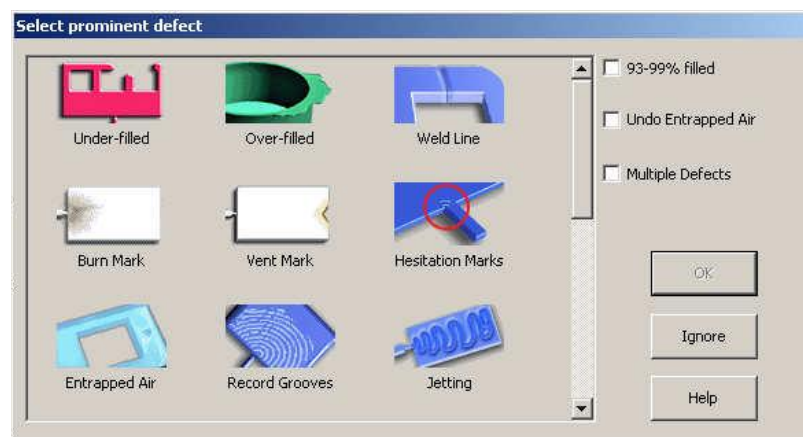 Select prominent defect
93-99% filled
Under-filled
Over-filled
Weld Line
Undo Entrapped Air
Multiple Defects
Burn Mark
Vent Mark
Hesitation Marks
OK
Ignore
Entrapped Air
Record Grooves
Jetting
Help